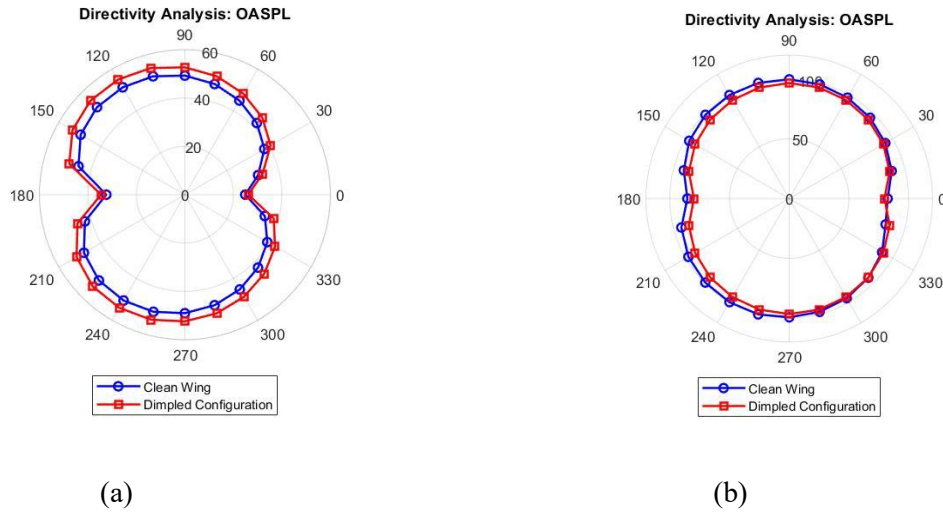 Directivity Analysis: OASPL
90
120 60 60
40
150 30
20
180 0 0
210 330
240 300
270
Clean Wing
Dimpled Configuration
(a)
Directivity Analysis: OASPL
90
120 100 60
150 50 30
180 0 0
210 330
240 300
270
Clean Wing
Dimpled Configuration
(b)